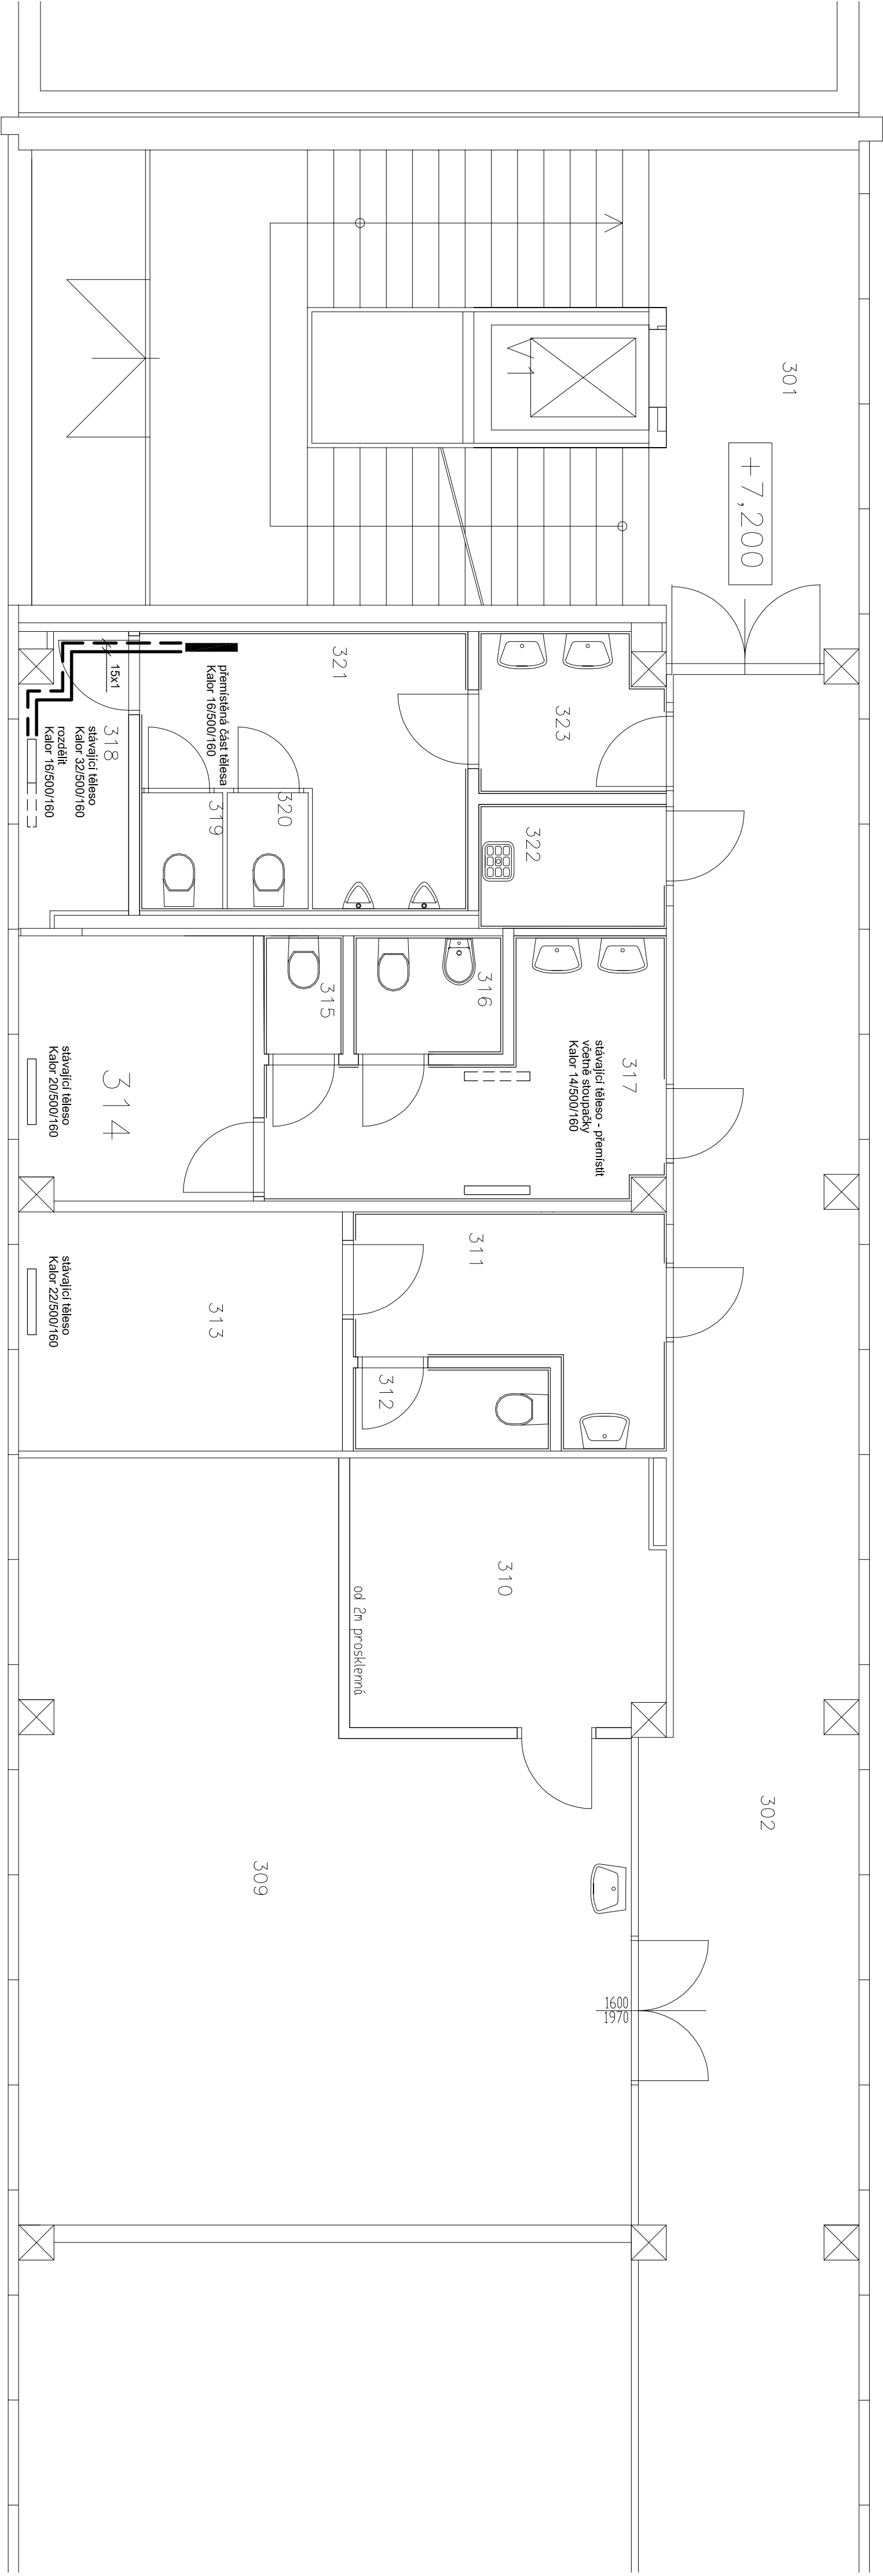 301
+7,200
321
323
přemístěná část tělesa
Kalor 16/500/160
15x1
318
stávající těleso
Kalor 32/500/160
rozdělit
Kalor 16/500/160
319
320
322
315
316
317
stávající těleso - přemístit
včetně stoupačky
Kalor 14/500/160
314
stávající těleso
Kalor 20/500/160
311
313
stávající těleso
Kalor 22/500/160
312
310
od 2m prosklenná
302
309
1600
1970